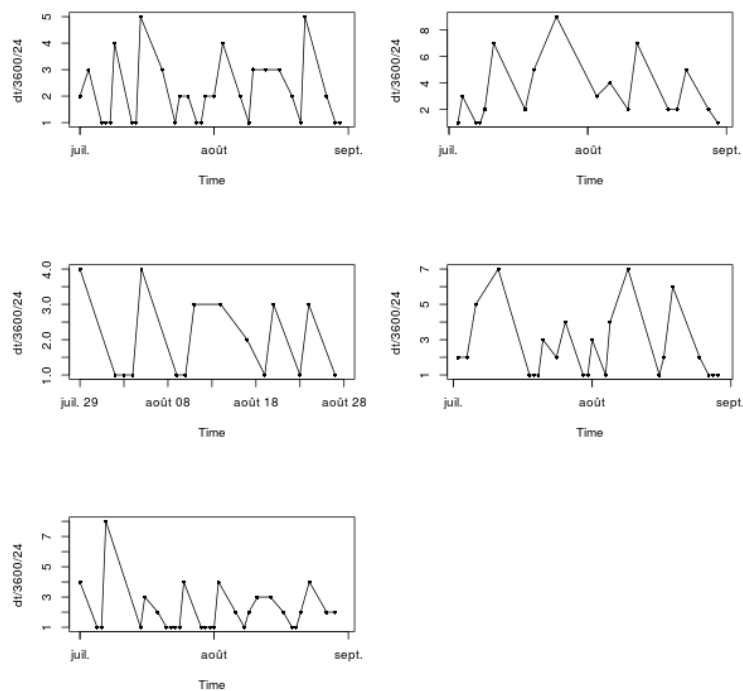 dt/3600/24
5
4
3
2
1
juil.
août
sept.
Time
dt/3600/24
8
6
4
2
juil.
août
sept.
Time
dt/3600/24
4.0
3.0
2.0
1.0
juil. 29
août 08
août 18
août 28
Time
dt/3600/24
7
5
3
1
juil.
août
sept.
Time
dt/3600/24
7
5
3
1
juil.
août
sept.
Time